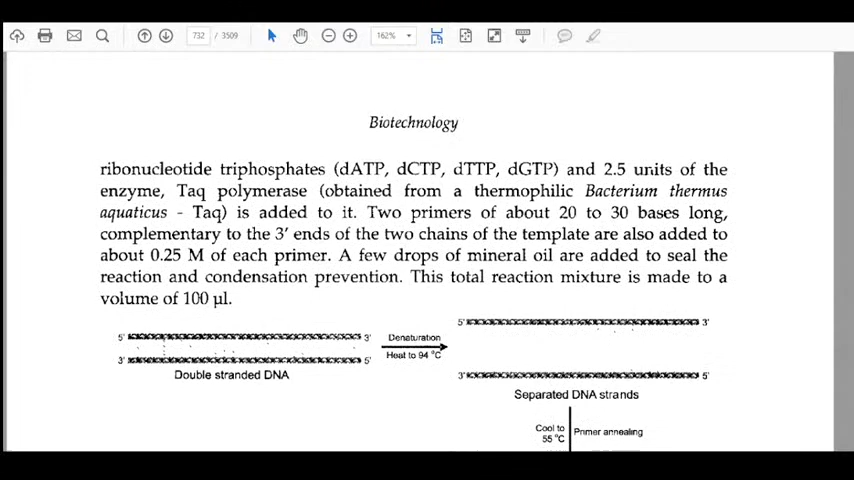 732 / 3509
162%
Biotechnology
ribonucleotide triphosphates (dATP, dCTP, dTTP, dGTP) and 2.5 units of the
enzyme, Taq polymerase (obtained from a thermophilic Bacterium thermus
aquaticus - Taq) is added to it. Two primers of about 20 to 30 bases long,
complementary to the 3' ends of the two chains of the template are also added to
about 0.25 M of each primer. A few drops of mineral oil are added to seal the
reaction and condensation prevention. This total reaction mixture is made to a
volume of 100 µl.
5' 3'
3' 5'
Double stranded DNA
Denaturation
Heat to 94 °C
5' 3'
3' 5'
Separated DNA strands
Cool to
55 °C
Primer annealing